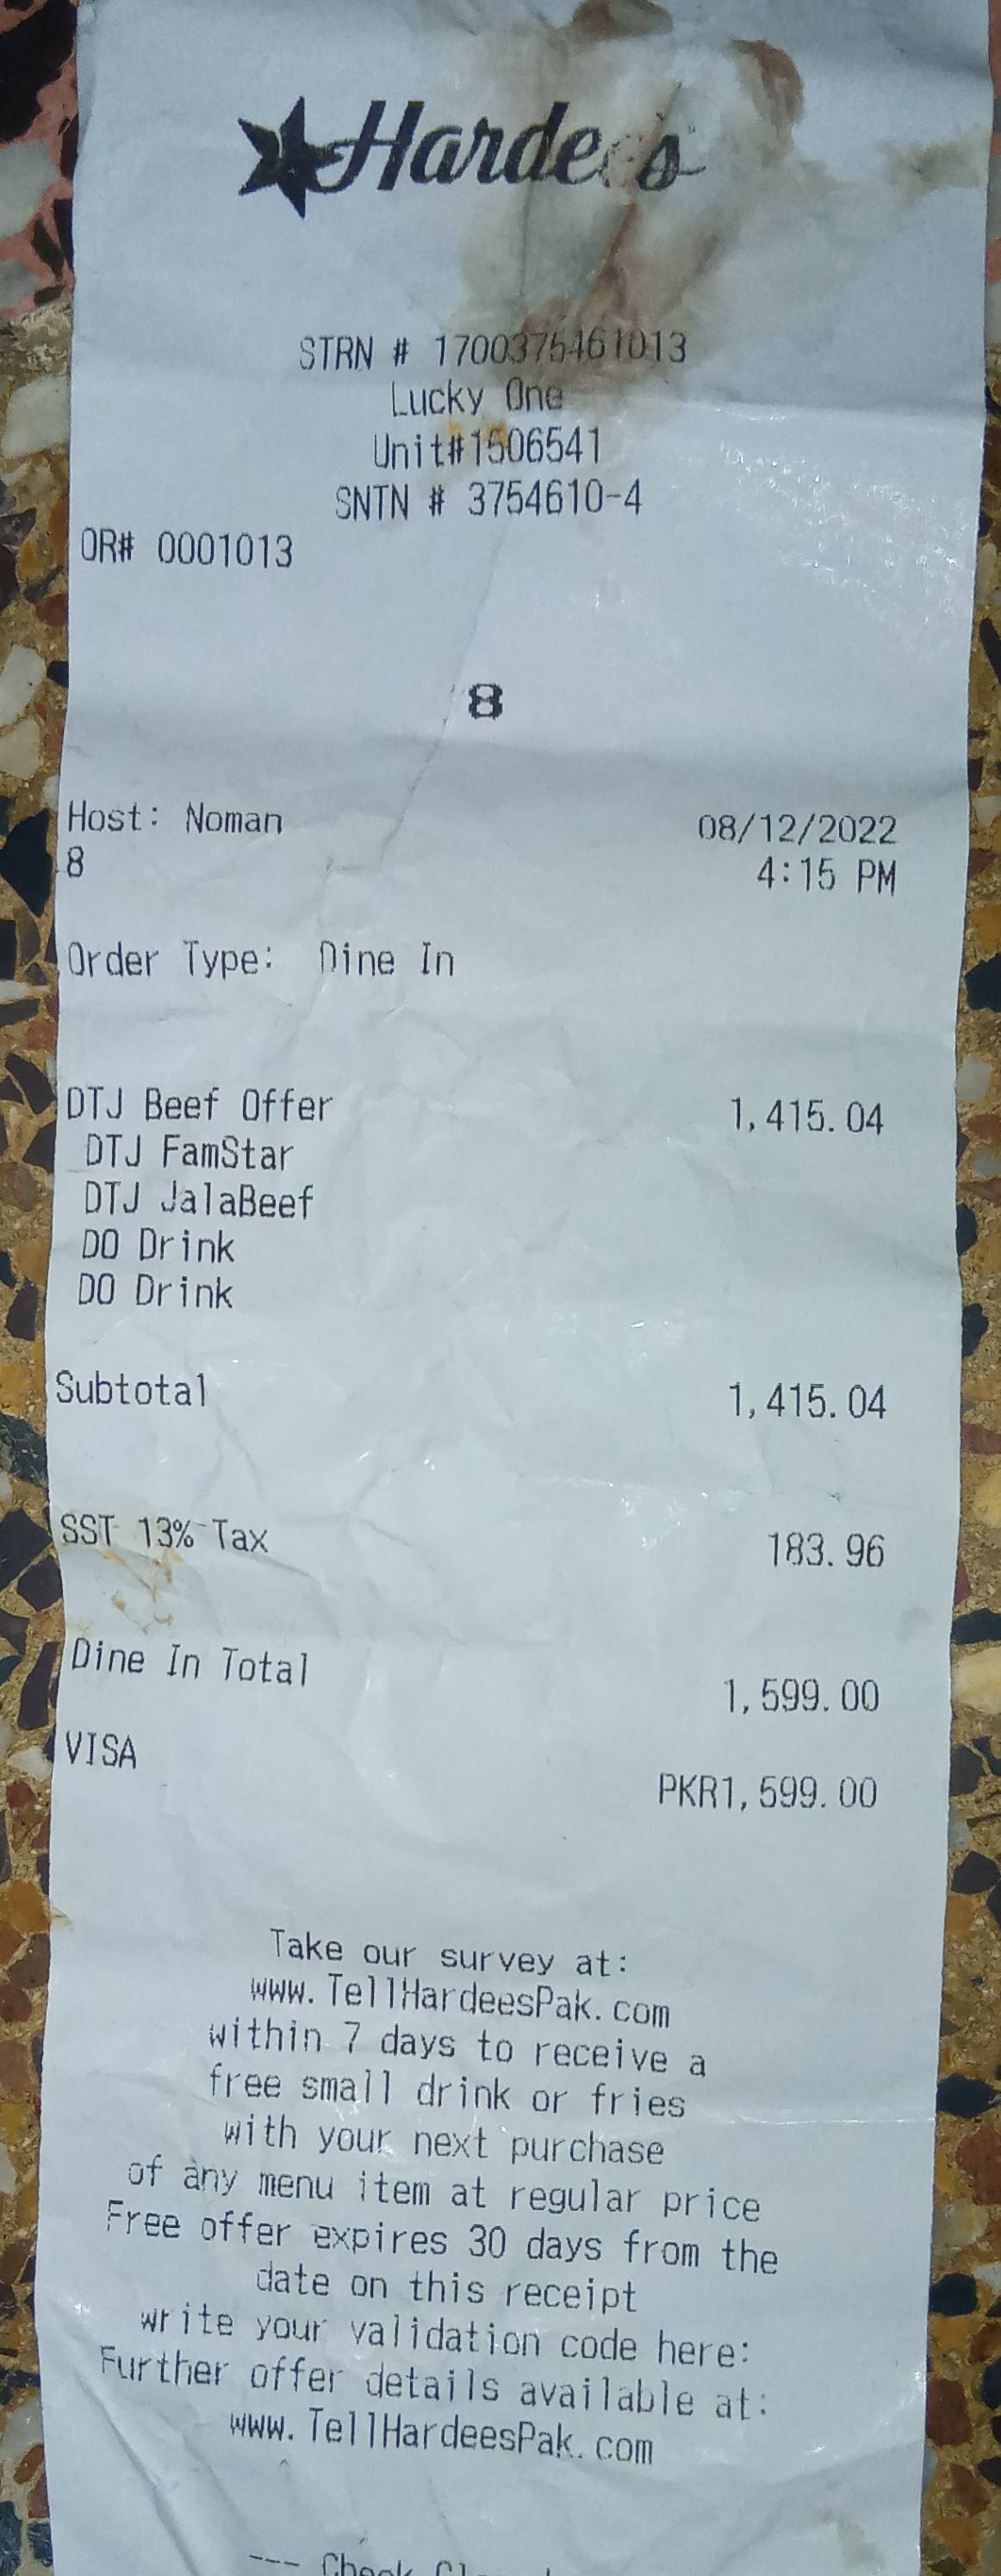 Hardee's
STRN # 1700375461013
Lucky One
Unit#1506541
SNTN # 3754610-4
OR# 0001013
8
Host: Noman 08/12/2022
8 4:15 PM
Order Type: Dine In
DTJ Beef Offer 1,415.04
DTJ FamStar
DTJ JalaBeef
DO Drink
DO Drink
Subtotal 1,415.04
SST 13% Tax 183.96
Dine In Total 1,599.00
VISA PKR1,599.00
Take our survey at:
www.TellHardeesPak.com
within 7 days to receive a
free small drink or fries
with your next purchase
of any menu item at regular price
Free offer expires 30 days from the
date on this receipt
write your validation code here:
Further offer details available at:
www.TellHardeesPak.com
--- Check